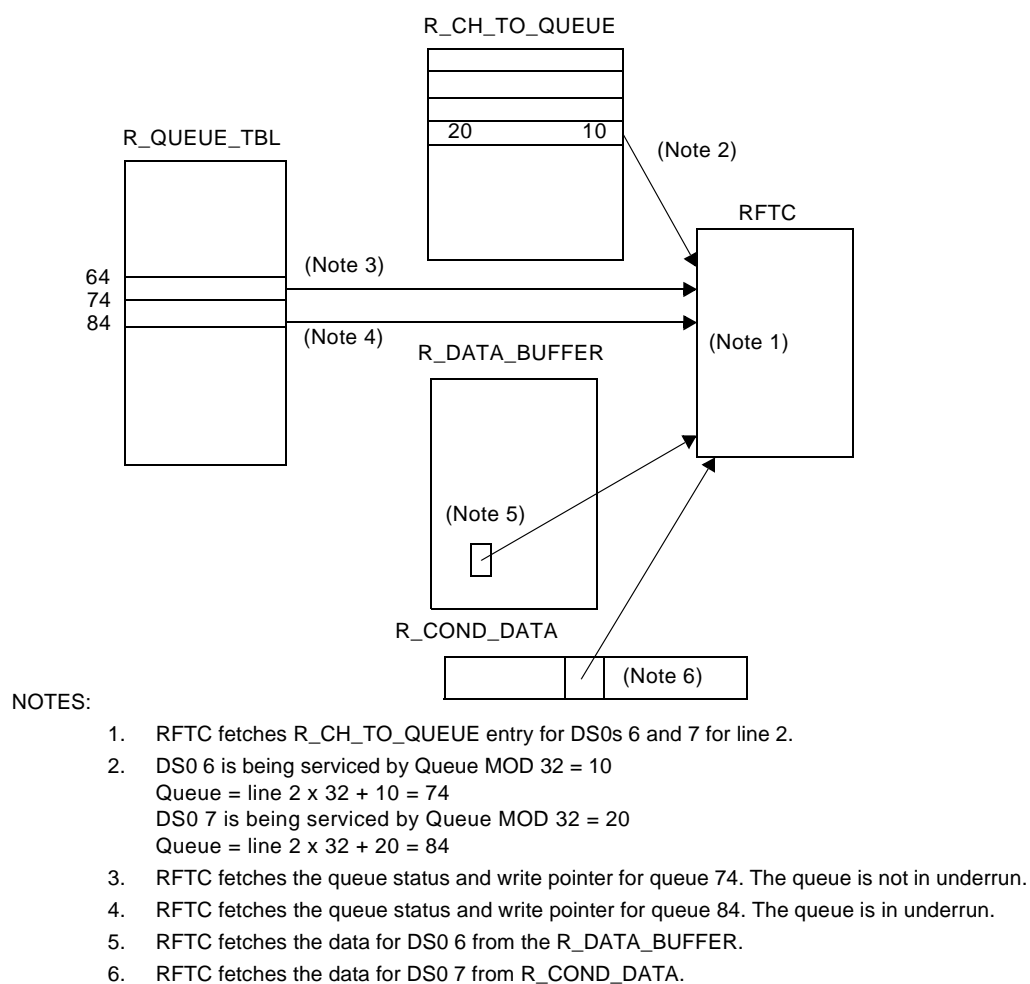 R_CH_TO_QUEUE
20 10
R_QUEUE_TBL
(Note 2)
RFTC
(Note 3)
64
74
84
(Note 4)
(Note 1)
R_DATA_BUFFER
(Note 5)
R_COND_DATA
(Note 6)
NOTES:
1. RFTC fetches R_CH_TO_QUEUE entry for DS0s 6 and 7 for line 2.
2. DS0 6 is being serviced by Queue MOD 32 = 10
Queue = line 2 x 32 + 10 = 74
DS0 7 is being serviced by Queue MOD 32 = 20
Queue = line 2 x 32 + 20 = 84
3. RFTC fetches the queue status and write pointer for queue 74. The queue is not in underrun.
4. RFTC fetches the queue status and write pointer for queue 84. The queue is in underrun.
5. RFTC fetches the data for DS0 6 from the R_DATA_BUFFER.
6. RFTC fetches the data for DS0 7 from R_COND_DATA.